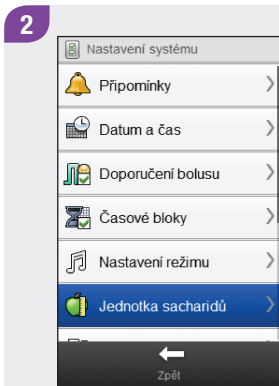 2
Nastavení systému
Připomínky
Datum a čas
Doporučení bolusu
Časové bloky
Nastavení režimu
Jednotka sacharidů
Zpět